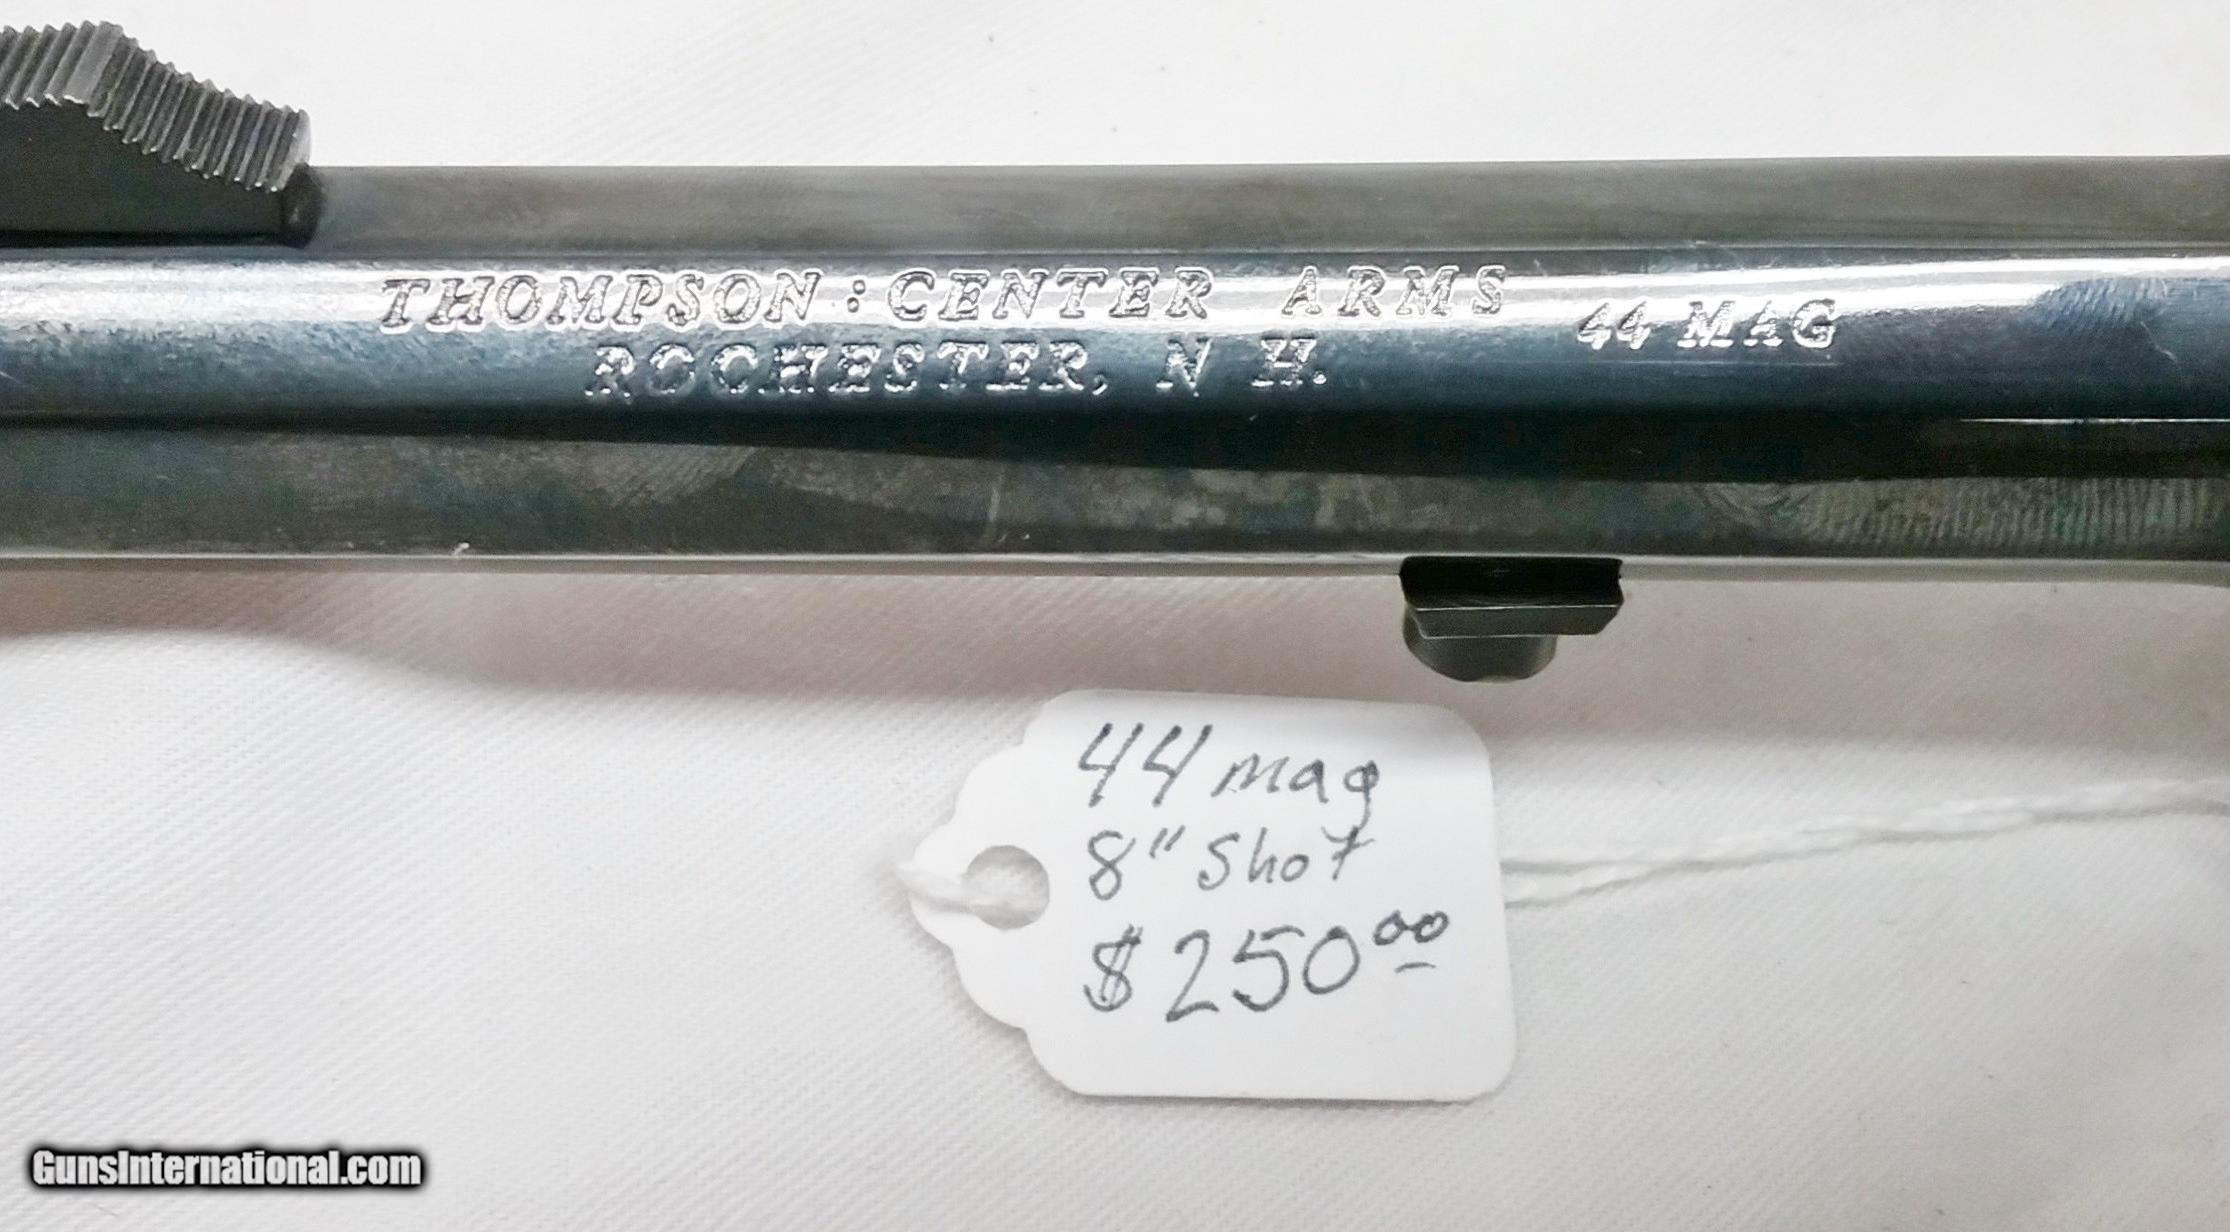 THOMPSON : CENTER ARMS
ROCHESTER, N H.
44 MAG
44 mag
8" Shot
$250.00
GunsInternational.com